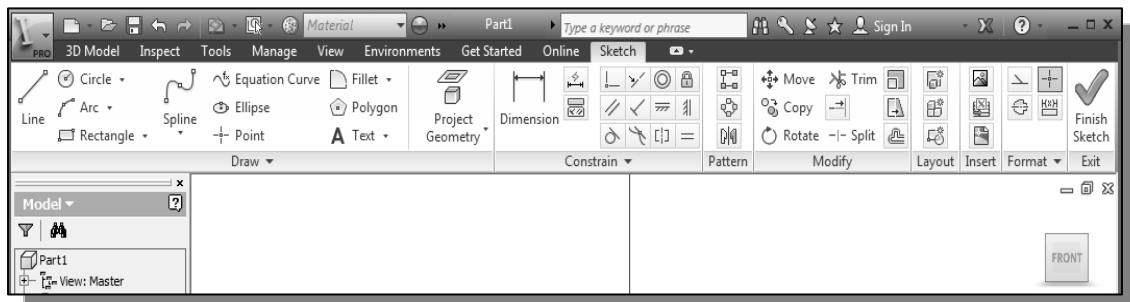 Material Part1 Type a keyword or phrase Sign In
PRO 3D Model Inspect Tools Manage View Environments Get Started Online Sketch
Circle Equation Curve Fillet Move Trim
Line Arc Spline Ellipse Polygon Project Geometry Dimension Copy Finish Sketch
Rectangle Point A Text Rotate Split
Draw Constrain Pattern Modify Layout Insert Format Exit
Model
Part1
View: Master
FRONT